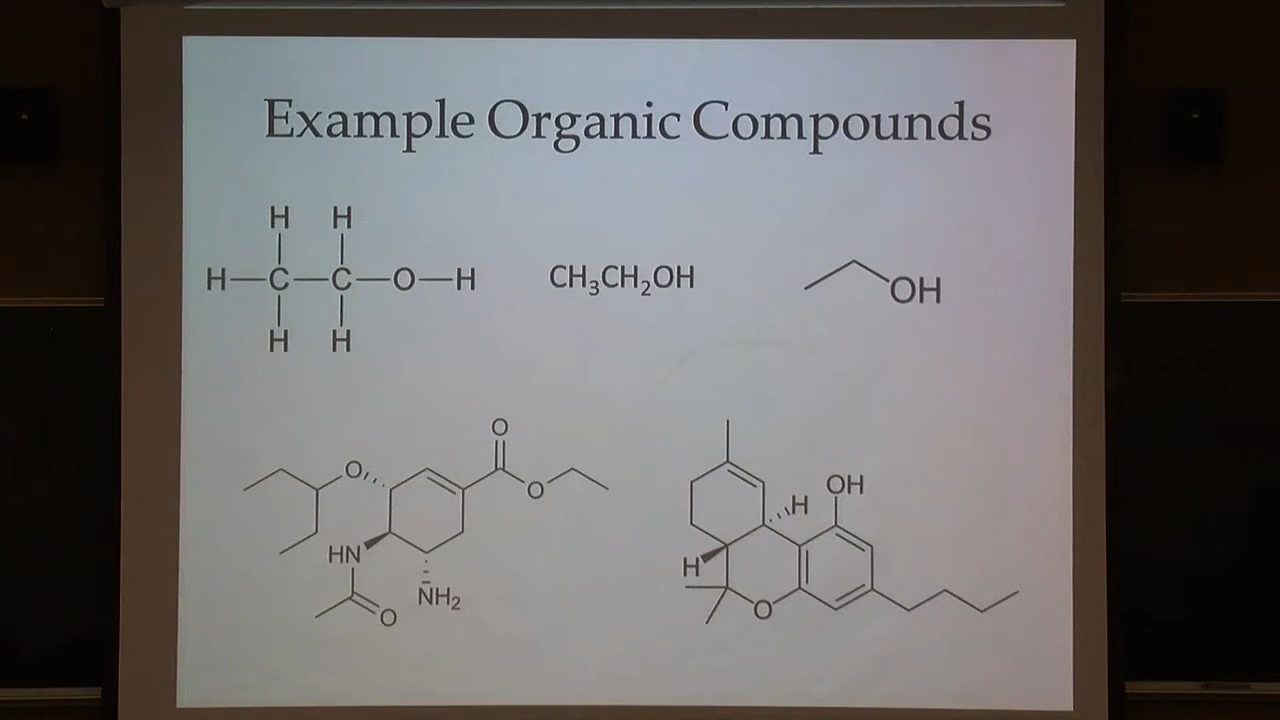 Example Organic Compounds
H H
H—C—C—O—H
H H
CH₃CH₂OH
OH
O
O
O
HN
NH₂
O
OH
H
H
O